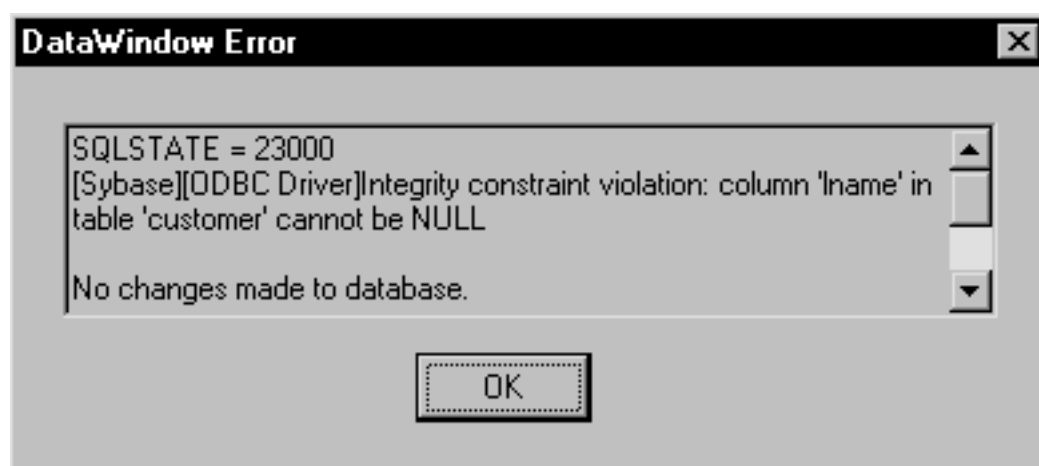 DataWindow Error
SQLSTATE = 23000
[Sybase][ODBC Driver]Integrity constraint violation: column 'lname' in
table 'customer' cannot be NULL
No changes made to database.
OK